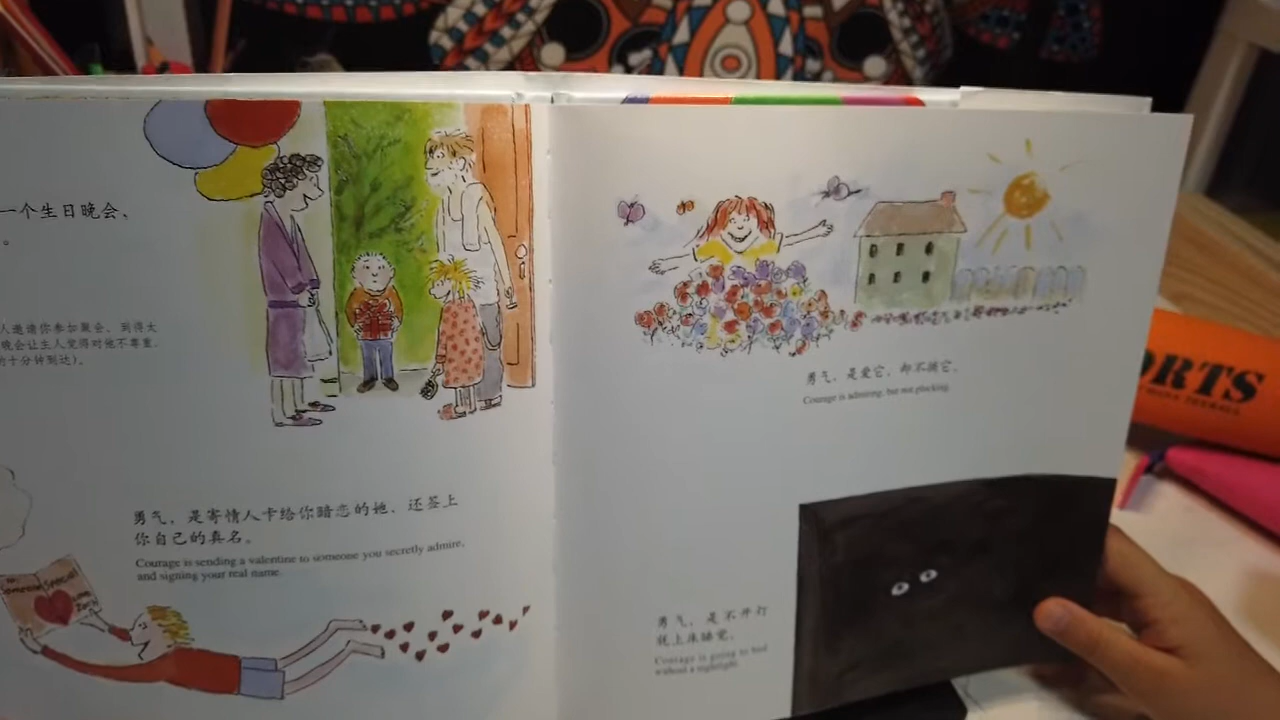 一个生日晚会，
。
人邀请你参加聚会，到得太
晚会让主人觉得对他不尊重。
的十分钟到达）。
勇气，是寄情人卡给你暗恋的她，还签上
你自己的真名。
Courage is sending a valentine to someone you secretly admire,
and signing your real name.
Someone Special
勇气，是爱它，却不摘它。
Courage is admiring, but not plucking.
勇气，是不开灯
就上床睡觉。
Courage is going to bed
without a nightlight.
ORTS